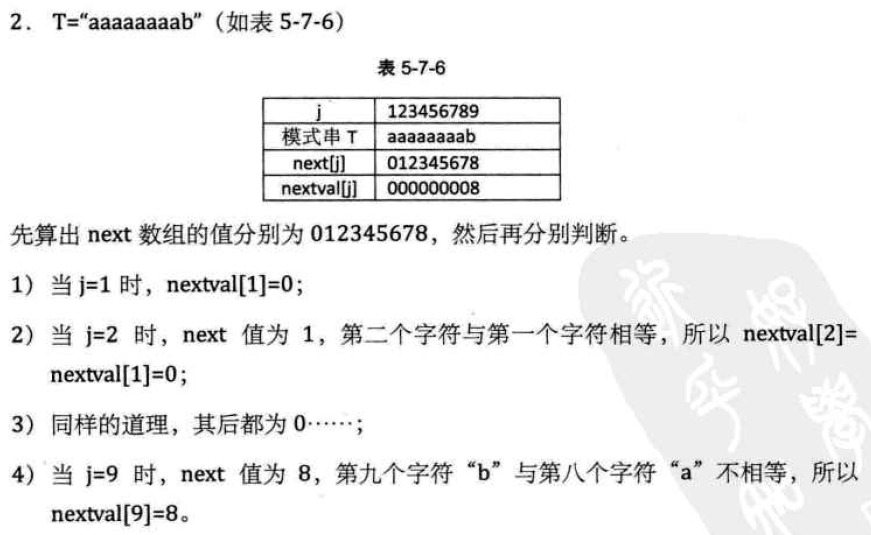 2. T=“aaaaaaaab”（如表 5-7-6）
表 5-7-6
j 123456789
模式串 T aaaaaaaab
next[j] 012345678
nextval[j] 000000008
先算出 next 数组的值分别为 012345678，然后再分别判断。
1）当 j=1 时，nextval[1]=0；
2）当 j=2 时，next 值为 1，第二个字符与第一个字符相等，所以 nextval[2]=
nextval[1]=0；
3）同样的道理，其后都为 0……；
4）当 j=9 时，next 值为 8，第九个字符“b”与第八个字符“a”不相等，所以
nextval[9]=8。